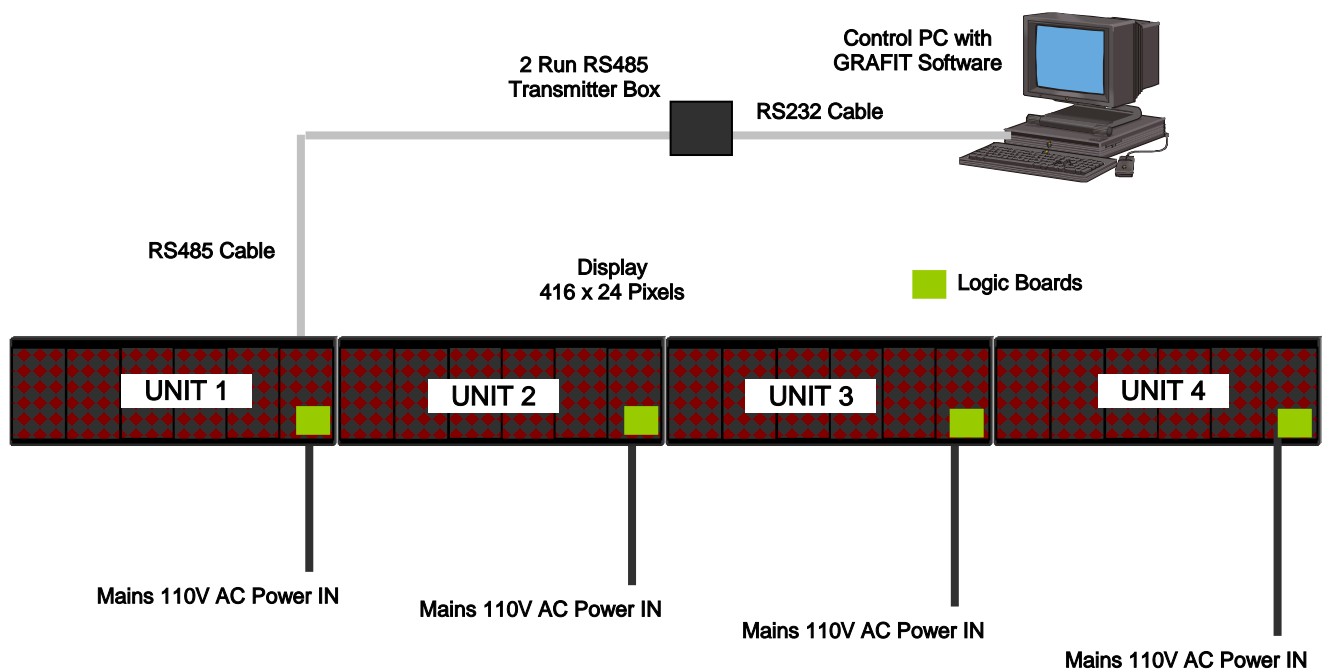 Control PC with
GRAFIT Software
2 Run RS485
Transmitter Box
RS232 Cable
RS485 Cable
Display
416 x 24 Pixels
Logic Boards
UNIT 1
UNIT 2
UNIT 3
UNIT 4
Mains 110V AC Power IN
Mains 110V AC Power IN
Mains 110V AC Power IN
Mains 110V AC Power IN